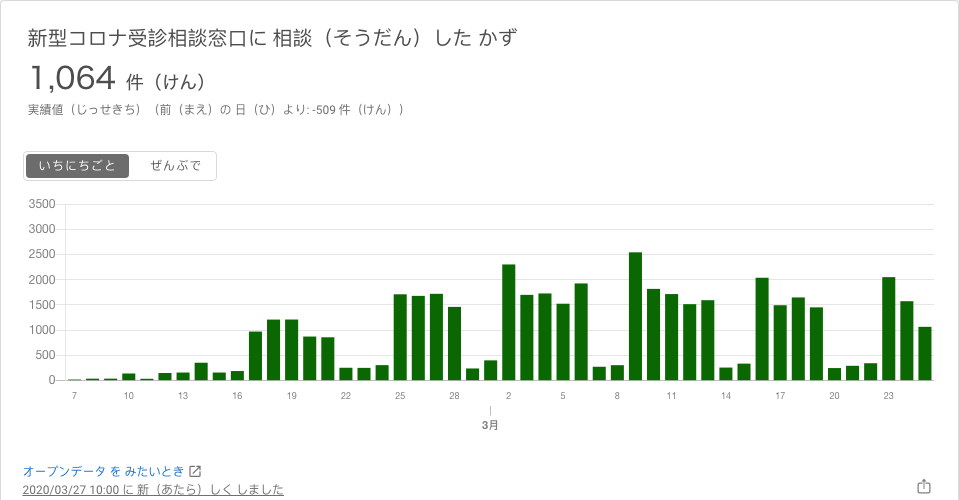 新型コロナ受診相談窓口に 相談（そうだん）した かず
1,064 件（けん）
実績値（じっせきち）（前（まえ）の 日（ひ）より: -509 件（けん））
いちにちごと ぜんぶで
3500
3000
2500
2000
1500
1000
500
0
7 10 13 16 19 22 25 28 2 5 8 11 14 17 20 23
3月
オープンデータ を みたいとき
2020/03/27 10:00 に 新（あたら）しく しました